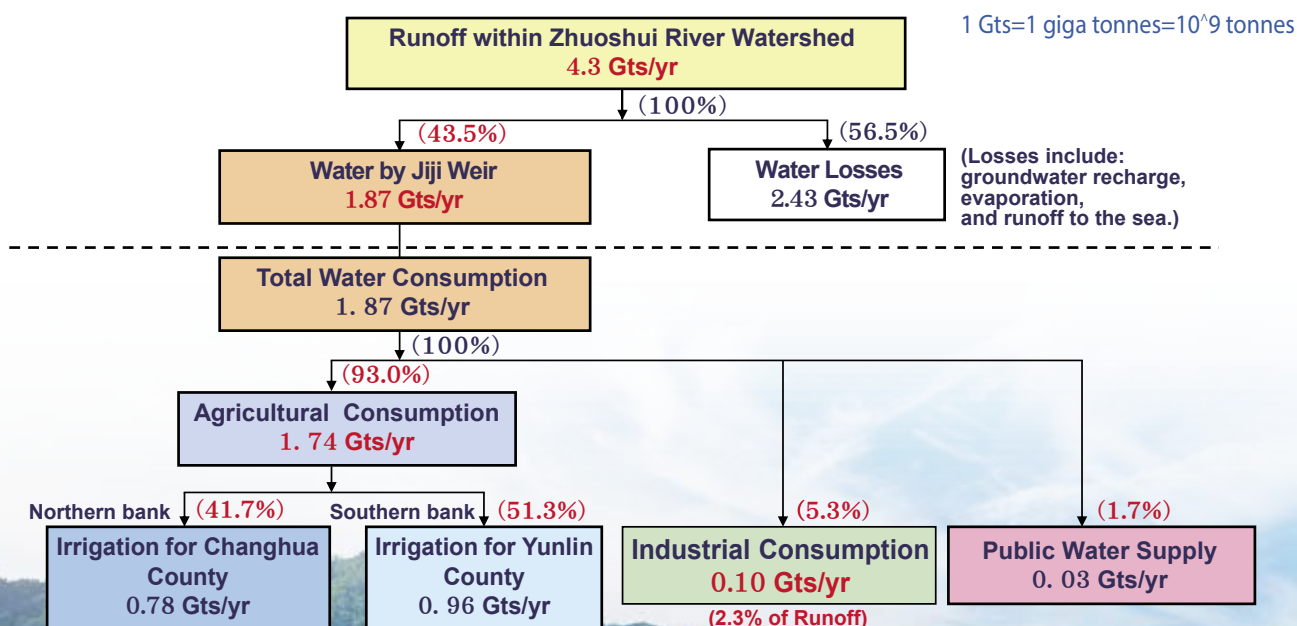 1 Gts=1 giga tonnes=10^9 tonnes
Runoff within Zhuoshui River Watershed
4.3 Gts/yr
(100%)
(43.5%)
(56.5%)
Water by Jiji Weir
1.87 Gts/yr
Water Losses
2.43 Gts/yr
(Losses include:
groundwater recharge,
evaporation,
and runoff to the sea.)
Total Water Consumption
1. 87 Gts/yr
(100%)
(93.0%)
Agricultural Consumption
1. 74 Gts/yr
Northern bank (41.7%)
Southern bank (51.3%)
(5.3%)
(1.7%)
Irrigation for Changhua
County
0.78 Gts/yr
Irrigation for Yunlin
County
0. 96 Gts/yr
Industrial Consumption
0.10 Gts/yr
(2.3% of Runoff)
Public Water Supply
0. 03 Gts/yr